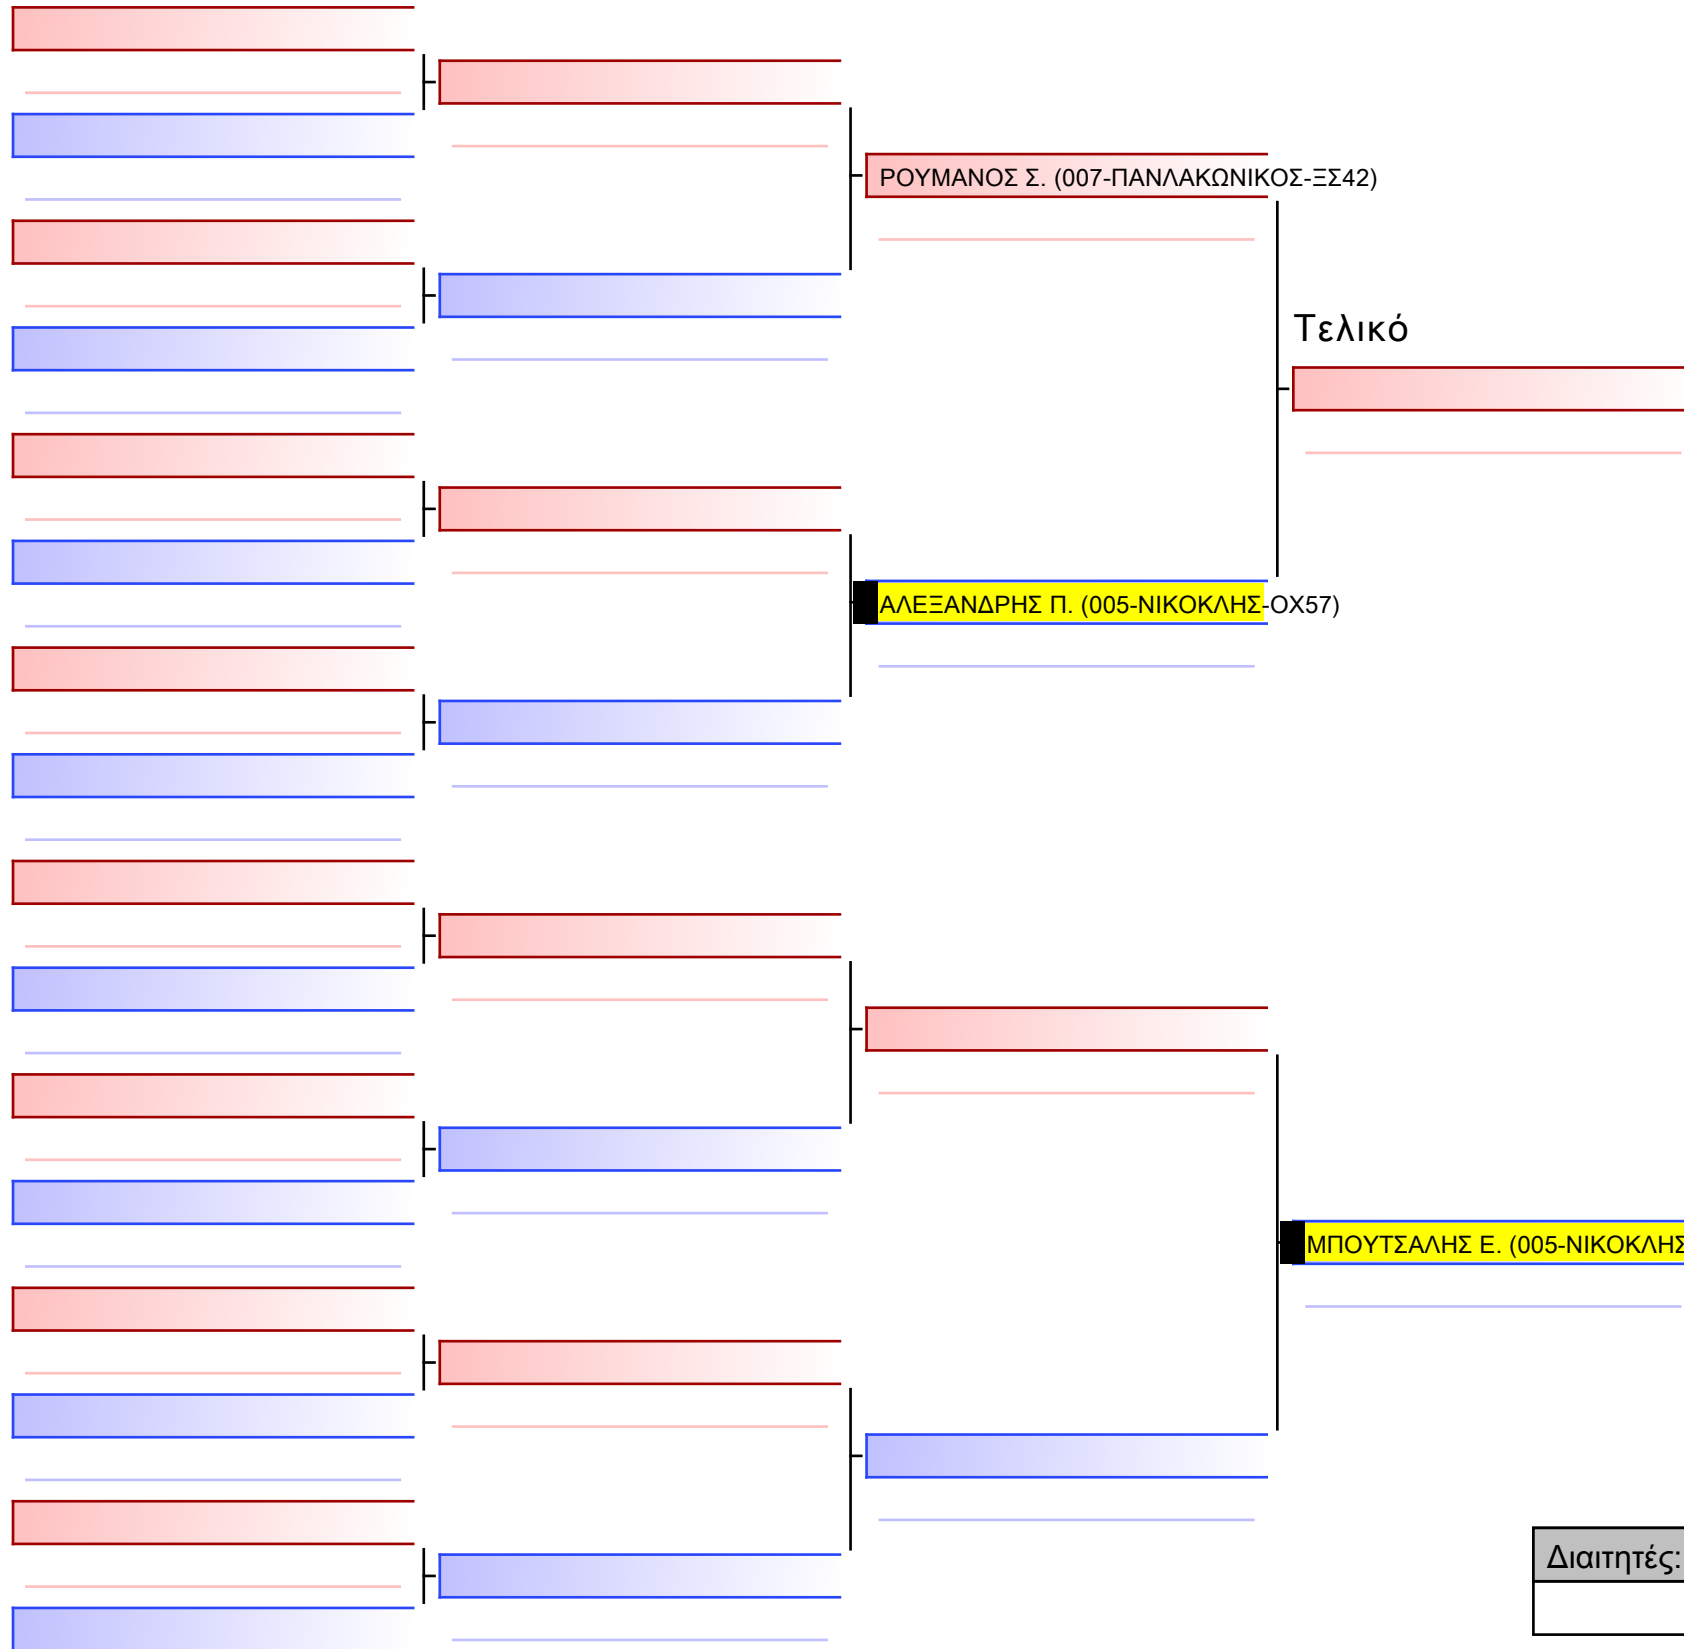 ΡΟΥΜΑΝΟΣ Σ. (007-ΠΑΝΛΑΚΩΝΙΚΟΣ-ΞΣ42)
Τελικό
ΑΛΕΞΑΝΔΡΗΣ Π. (005-ΝΙΚΟΚΛΗΣ-ΟΧ57)
ΜΠΟΥΤΣΑΛΗΣ Ε. (005-ΝΙΚΟΚΛΗΣ
Διαιτητές: